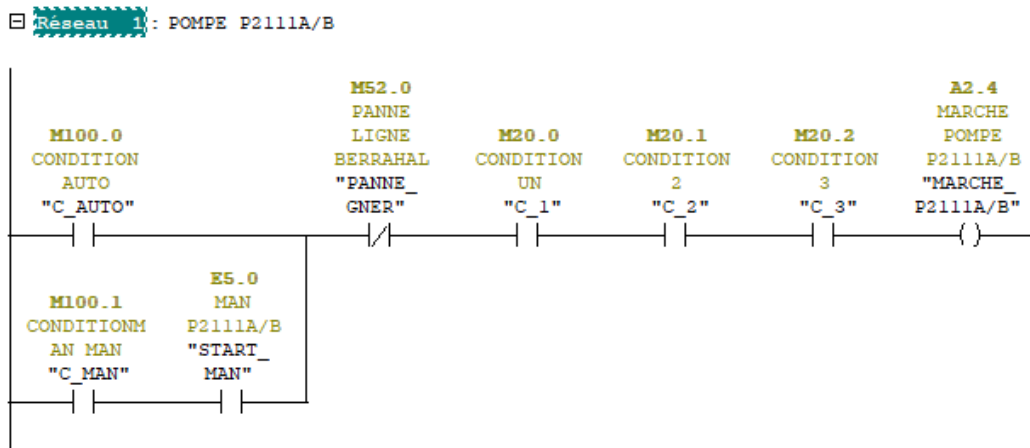 Réseau 1: POMPE P2111A/B
M100.0
CONDITION
AUTO
"C_AUTO"
M52.0
PANNE
LIGNE
BERRAHAL
"PANNE_
GNER"
M20.0
CONDITION
UN
"C_1"
M20.1
CONDITION
2
"C_2"
M20.2
CONDITION
3
"C_3"
A2.4
MARCHE
POMPE
P2111A/B
"MARCHE_
P2111A/B"
M100.1
CONDITIONM
AN MAN
"C_MAN"
E5.0
MAN
P2111A/B
"START_
MAN"